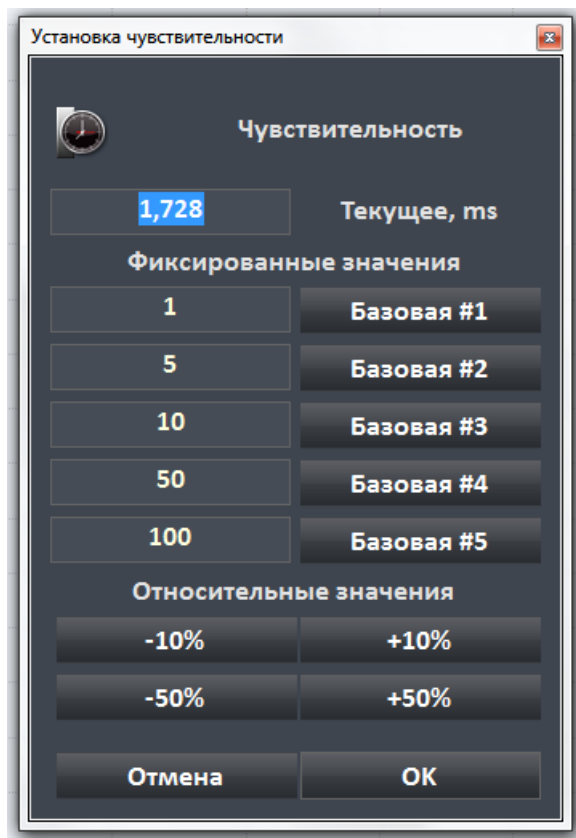 Установка чувствительности
Чувствительность
1,728 Текущее, ms
Фиксированные значения
1 Базовая #1
5 Базовая #2
10 Базовая #3
50 Базовая #4
100 Базовая #5
Относительные значения
-10% +10%
-50% +50%
Отмена OK